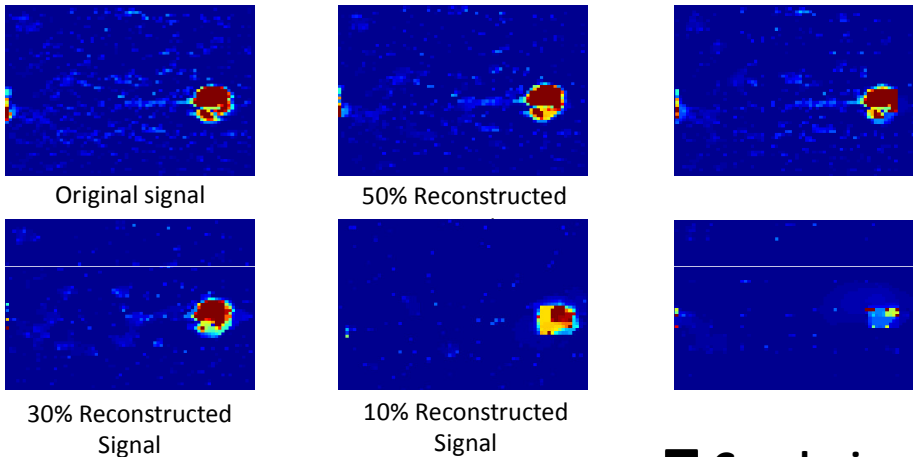 Original signal
50% Reconstructed
30% Reconstructed
Signal
10% Reconstructed
Signal